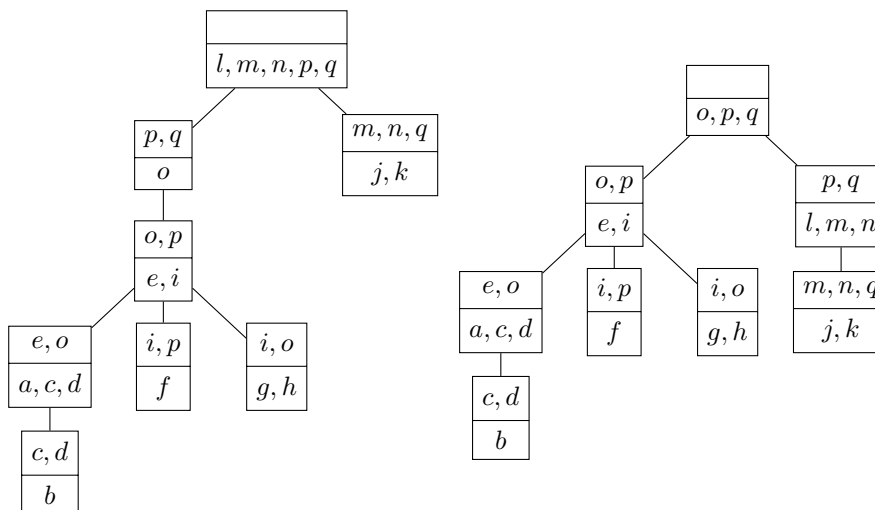 l, m, n, p, q
p, q
o
m, n, q
j, k
o, p
e, i
e, o
a, c, d
i, p
f
i, o
g, h
c, d
b
o, p, q
o, p
e, i
p, q
l, m, n
e, o
a, c, d
i, p
f
i, o
g, h
m, n, q
j, k
c, d
b